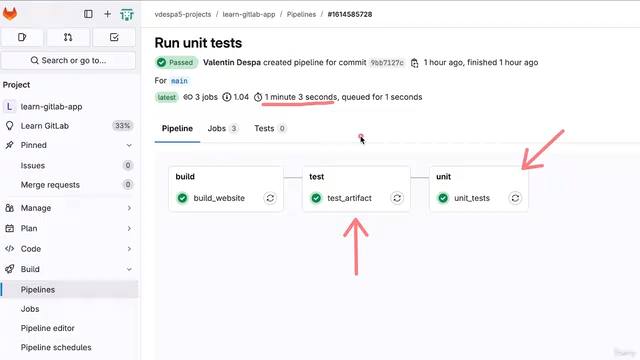 vdespa5-projects / learn-gitlab-app / Pipelines / #1614585728
Run unit tests
Passed Valentin Despa created pipeline for commit 9bb7127c 1 hour ago, finished 1 hour ago
For main
latest 3 jobs 1.04 1 minute 3 seconds, queued for 1 seconds
Pipeline Jobs 3 Tests 0
build test unit
build_website test_artifact unit_tests
Search or go to...
Project
L learn-gitlab-app
Learn GitLab 33%
Pinned
Issues 0
Merge requests 0
Manage
Plan
Code
Build
Pipelines
Jobs
Pipeline editor
Pipeline schedules